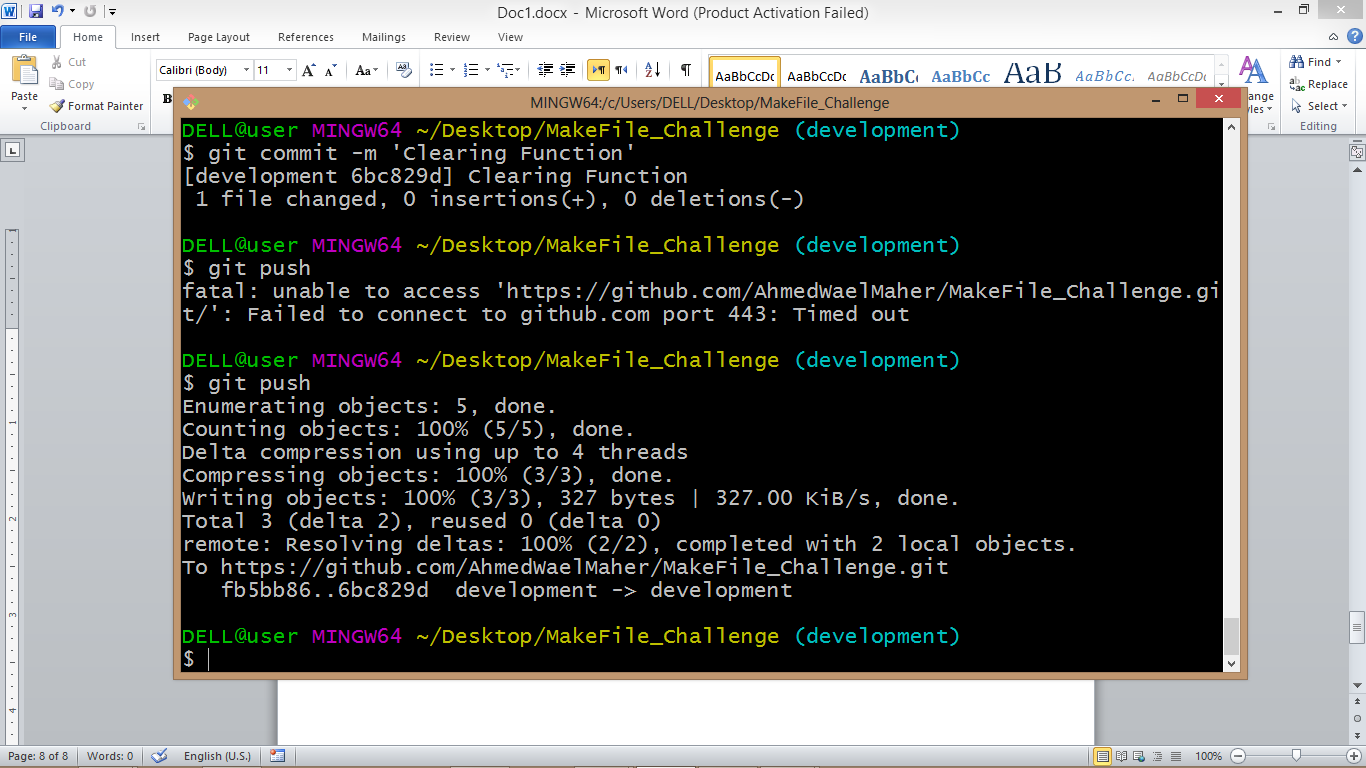 Doc1.docx - Microsoft Word (Product Activation Failed)
File Home Insert Page Layout References Mailings Review View
Paste
Cut
Copy
Format Painter
Clipboard
Calibri (Body) 11
B
AaBbCcDc AaBbCcDc AaBbCc AaBbCc AaB AaBbCc. AaBbCcDc
Find
Replace
Select
Editing
MINGW64:/c/Users/DELL/Desktop/MakeFile_Challenge
DELL@user MINGW64 ~/Desktop/MakeFile_Challenge (development)
$ git commit -m 'Clearing Function'
[development 6bc829d] Clearing Function
1 file changed, 0 insertions(+), 0 deletions(-)
DELL@user MINGW64 ~/Desktop/MakeFile_Challenge (development)
$ git push
fatal: unable to access 'https://github.com/AhmedWaelMaher/MakeFile_Challenge.gi
t/': Failed to connect to github.com port 443: Timed out
DELL@user MINGW64 ~/Desktop/MakeFile_Challenge (development)
$ git push
Enumerating objects: 5, done.
Counting objects: 100% (5/5), done.
Delta compression using up to 4 threads
Compressing objects: 100% (3/3), done.
Writing objects: 100% (3/3), 327 bytes | 327.00 KiB/s, done.
Total 3 (delta 2), reused 0 (delta 0)
remote: Resolving deltas: 100% (2/2), completed with 2 local objects.
To https://github.com/AhmedWaelMaher/MakeFile_Challenge.git
fb5bb86..6bc829d development -> development
DELL@user MINGW64 ~/Desktop/MakeFile_Challenge (development)
$
Page: 8 of 8 Words: 0 English (U.S.) 100%